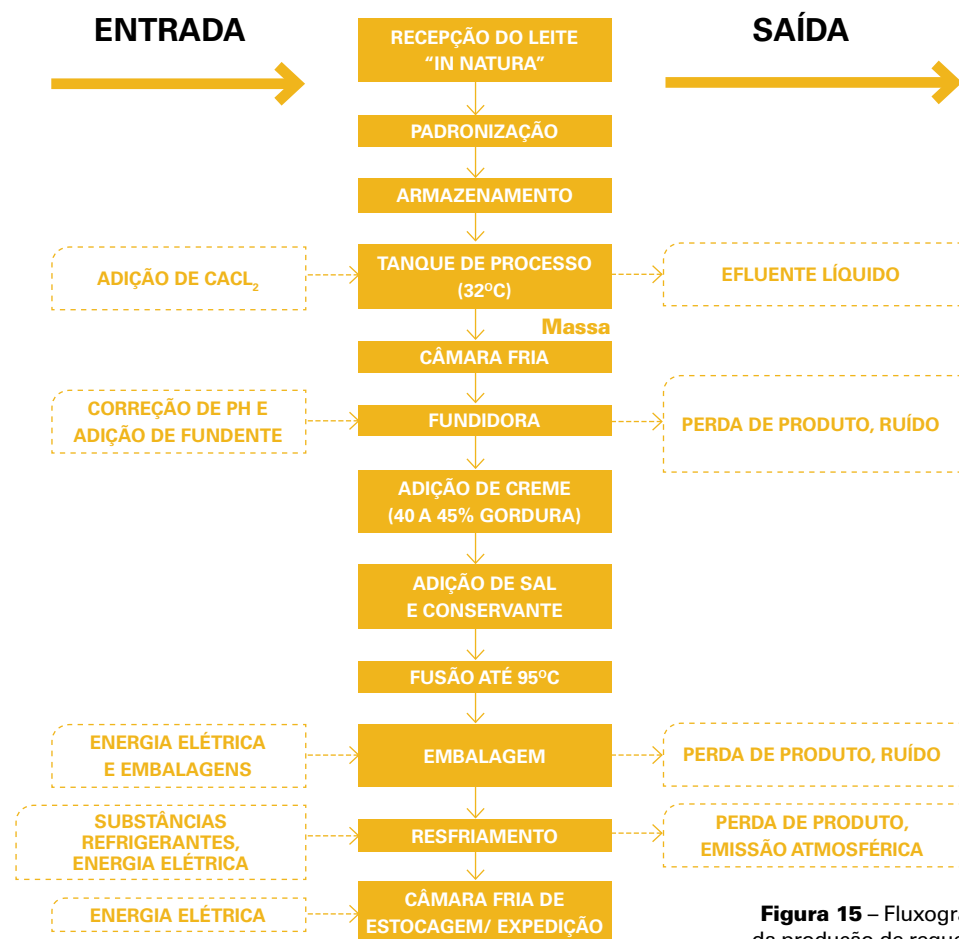 ENTRADA
SAÍDA
RECEPÇÃO DO LEITE
“IN NATURA”
PADRONIZAÇÃO
ARMAZENAMENTO
ADIÇÃO DE CACL₂
TANQUE DE PROCESSO
(32ºC)
EFLUENTE LÍQUIDO
Massa
CÂMARA FRIA
CORREÇÃO DE PH E
ADIÇÃO DE FUNDENTE
FUNDIDORA
PERDA DE PRODUTO, RUÍDO
ADIÇÃO DE CREME
(40 A 45% GORDURA)
ADIÇÃO DE SAL
E CONSERVANTE
FUSÃO ATÉ 95ºC
ENERGIA ELÉTRICA
E EMBALAGENS
EMBALAGEM
PERDA DE PRODUTO, RUÍDO
SUBSTÂNCIAS
REFRIGERANTES,
ENERGIA ELÉTRICA
RESFRIAMENTO
PERDA DE PRODUTO,
EMISSÃO ATMOSFÉRICA
ENERGIA ELÉTRICA
CÂMARA FRIA DE
ESTOCAGEM/ EXPEDIÇÃO
Figura 15 – Fluxogra